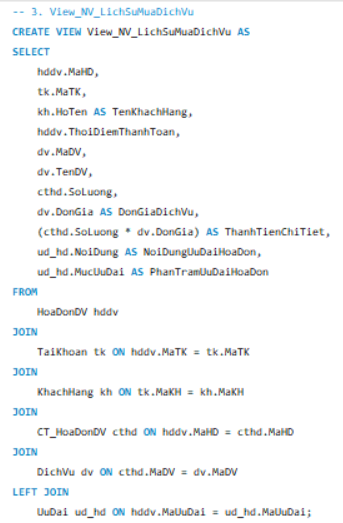 -- 3. View_NV_LichSuMuaDichVu
CREATE VIEW View_NV_LichSuMuaDichVu AS
SELECT
hddv.MaHD,
tk.MaTK,
kh.HoTen AS TenKhachHang,
hddv.ThoiDiemThanhToan,
dv.MaDV,
dv.TenDV,
cthd.SoLuong,
dv.DonGia AS DonGiaDichVu,
(cthd.SoLuong * dv.DonGia) AS ThanhTienChiTiet,
ud_hd.NoiDung AS NoiDungUuDaiHoaDon,
ud_hd.MucUuDai AS PhanTramUuDaiHoaDon
FROM
HoaDonDV hddv
JOIN
TaiKhoan tk ON hddv.MaTK = tk.MaTK
JOIN
KhachHang kh ON tk.MaKH = kh.MaKH
JOIN
CT_HoaDonDV cthd ON hddv.MaHD = cthd.MaHD
JOIN
DichVu dv ON cthd.MaDV = dv.MaDV
LEFT JOIN
UuDai ud_hd ON hddv.MaUuDai = ud_hd.MaUuDai;